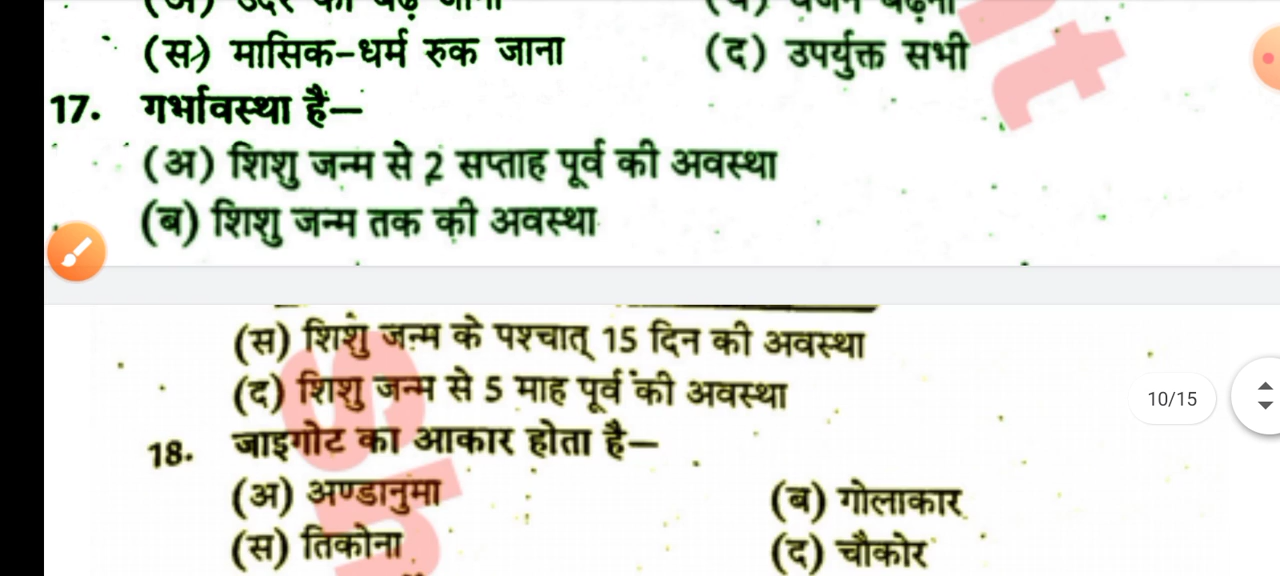 (स) मासिक-धर्म रुक जाना (द) उपर्युक्त सभी
17. गर्भावस्था है—
(अ) शिशु जन्म से 2 सप्ताह पूर्व की अवस्था
(ब) शिशु जन्म तक की अवस्था
(स) शिशु जन्म के पश्चात् 15 दिन की अवस्था
(द) शिशु जन्म से 5 माह पूर्व की अवस्था
10/15
18. जाइगोट का आकार होता है—
(अ) अण्डानुमा (ब) गोलाकार
(स) तिकोना (द) चौकोर